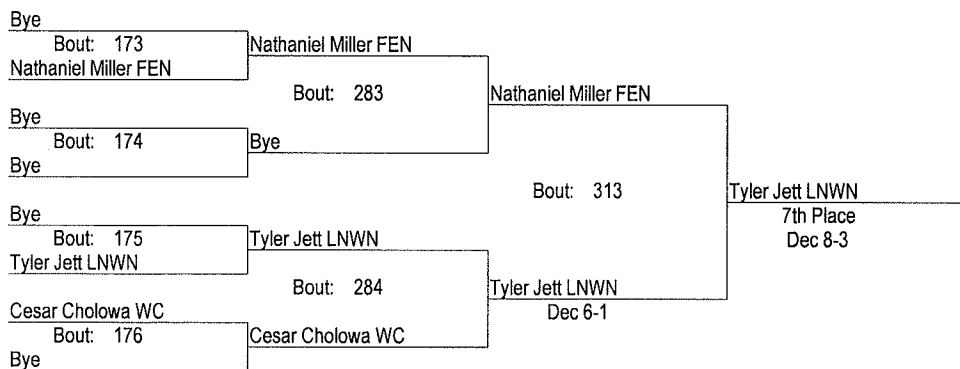 Bye
Bout: 173
Nathaniel Miller FEN
Nathaniel Miller FEN
Bout: 283
Nathaniel Miller FEN
Bye
Bout: 174
Bye
Bye
Bout: 313
Tyler Jett LNWN
7th Place
Dec 8-3
Bye
Bout: 175
Tyler Jett LNWN
Tyler Jett LNWN
Bout: 284
Tyler Jett LNWN
Dec 6-1
Cesar Cholowa WC
Bout: 176
Cesar Cholowa WC
Bye